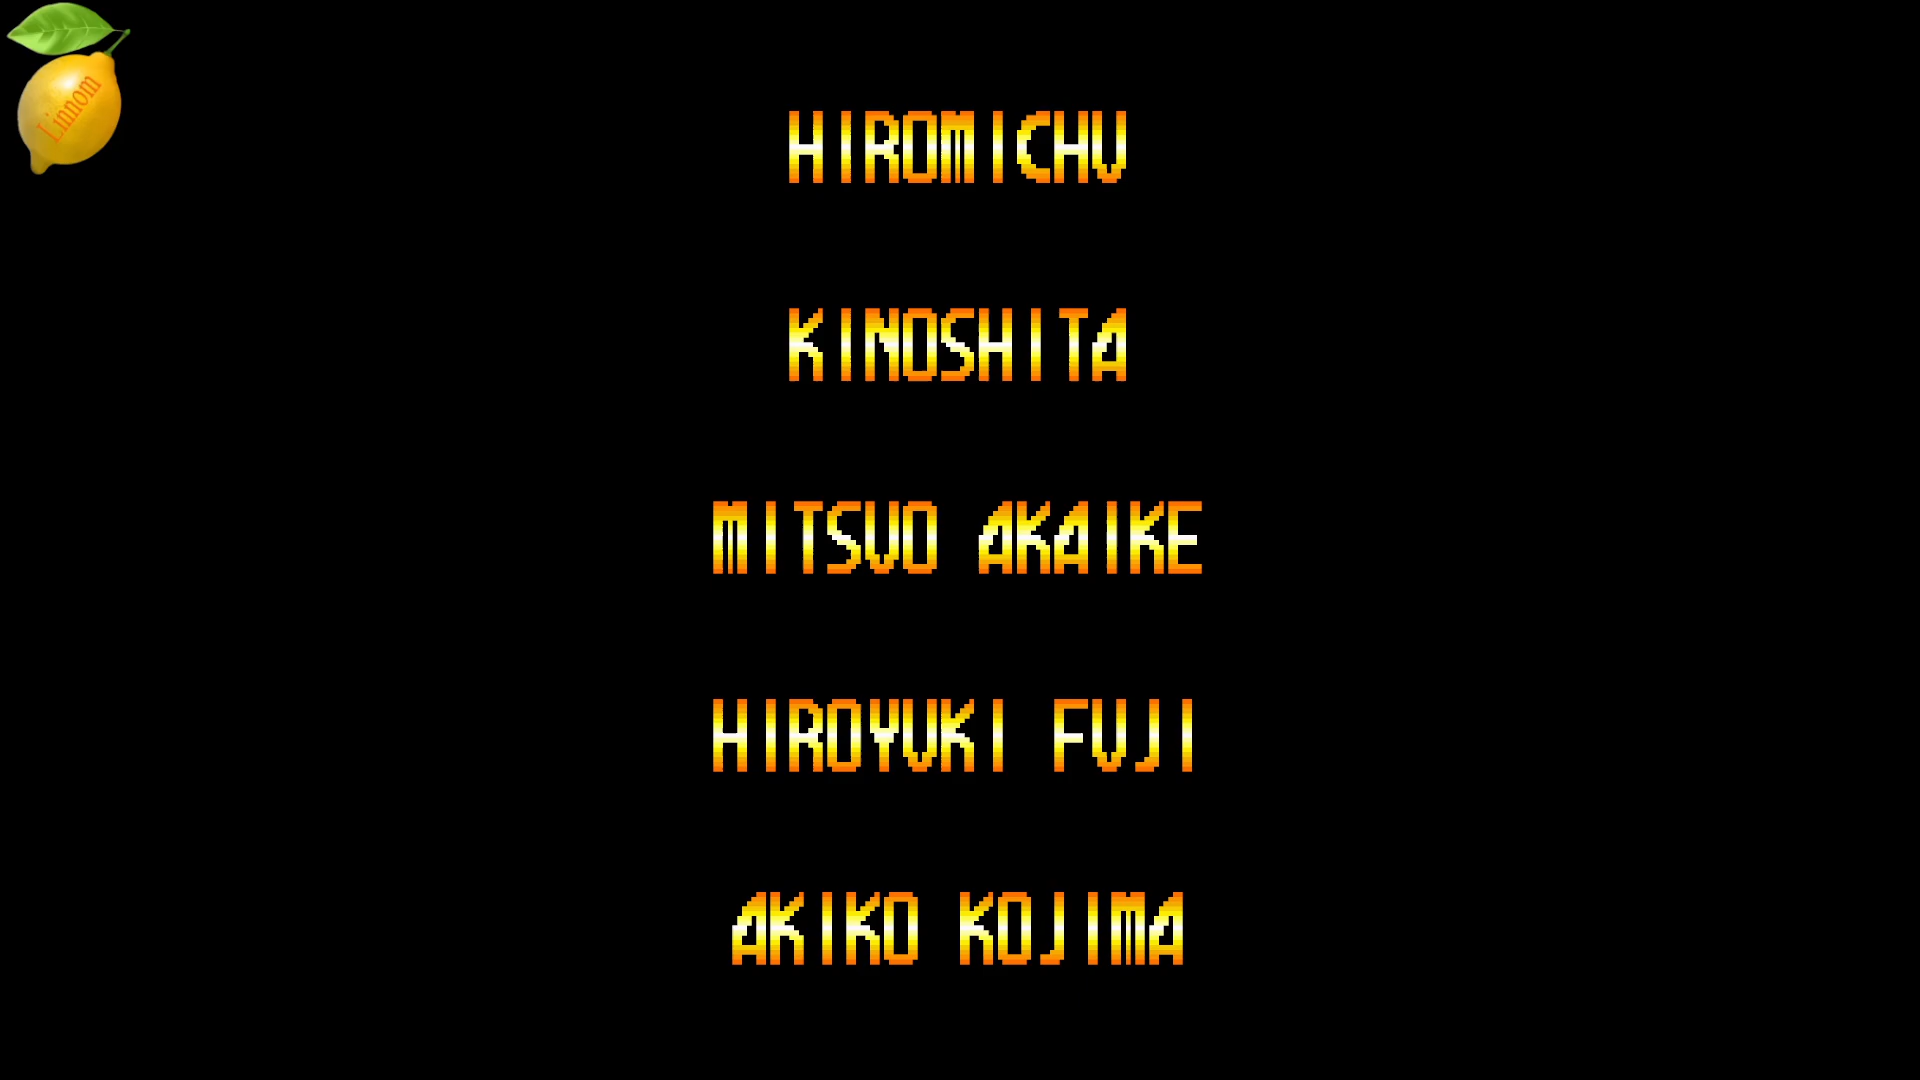 Linnom
HIROMICHU
KINOSHITA
MITSUO AKAIKE
HIROYUKI FUJI
AKIKO KOJIMA